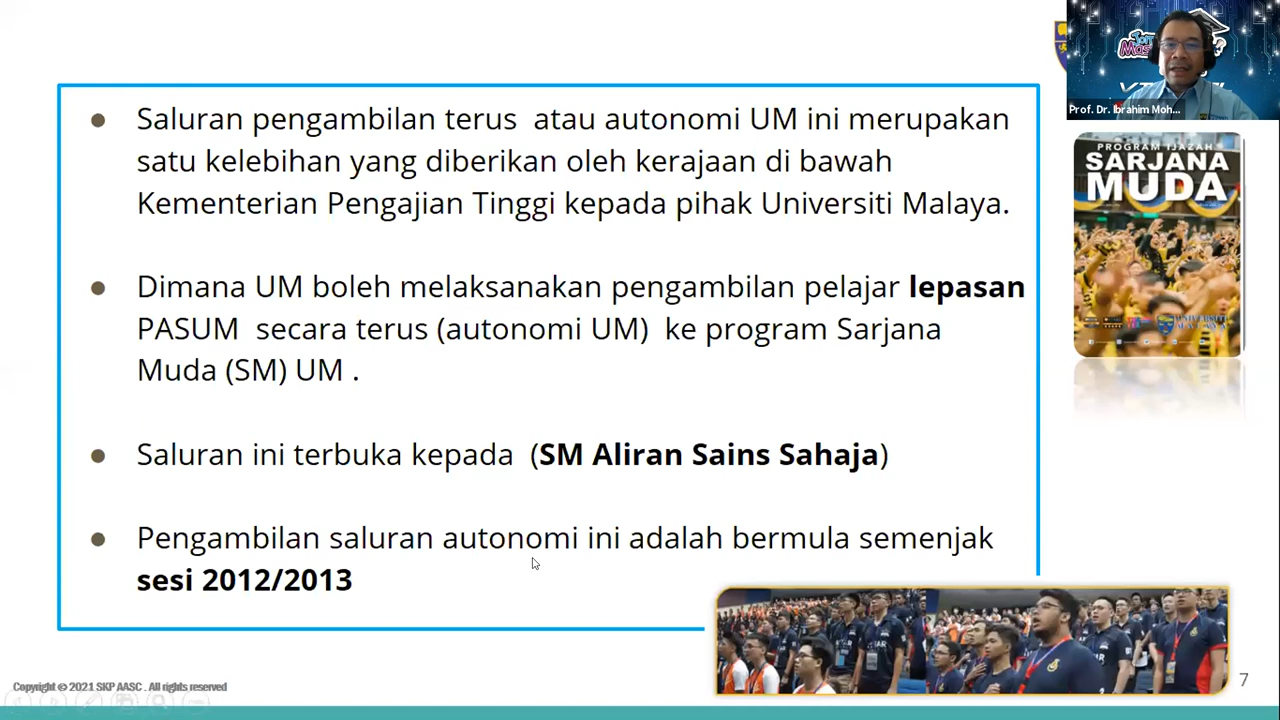 Saluran pengambilan terus atau autonomi UM ini merupakan
satu kelebihan yang diberikan oleh kerajaan di bawah
Kementerian Pengajian Tinggi kepada pihak Universiti Malaya.
Dimana UM boleh melaksanakan pengambilan pelajar lepasan
PASUM secara terus (autonomi UM) ke program Sarjana
Muda (SM) UM .
Saluran ini terbuka kepada (SM Aliran Sains Sahaja)
Pengambilan saluran autonomi ini adalah bermula semenjak
sesi 2012/2013
Prof. Dr. Ibrahim Moh...
PROGRAM IJAZAH
SARJANA
MUDA
UNIVERSITI
MALAYA
Copyright © 2021 SKP AASC . All rights reserved
7